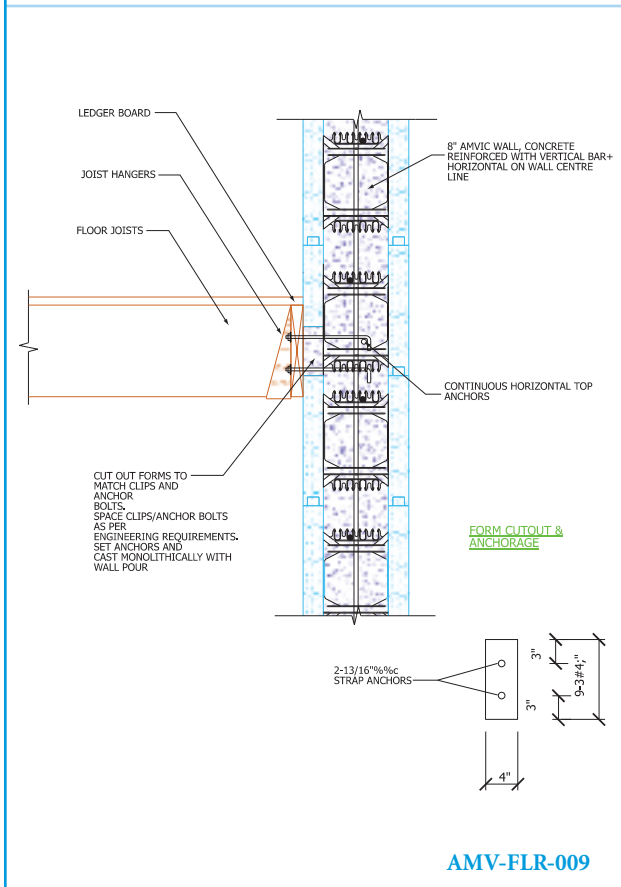 LEDGER BOARD
JOIST HANGERS
FLOOR JOISTS
8" AMVIC WALL, CONCRETE
REINFORCED WITH VERTICAL BAR+
HORIZONTAL ON WALL CENTRE
LINE
CONTINUOUS HORIZONTAL TOP
ANCHORS
CUT OUT FORMS TO
MATCH CLIPS AND
ANCHOR
BOLTS.
SPACE CLIPS/ANCHOR BOLTS
AS PER
ENGINEERING REQUIREMENTS.
SET ANCHORS AND
CAST MONOLITHICALLY WITH
WALL POUR
FORM CUTOUT &
ANCHORAGE
2-13/16"%%c
STRAP ANCHORS
3"
3"
9-3#4;"
4"
AMV-FLR-009